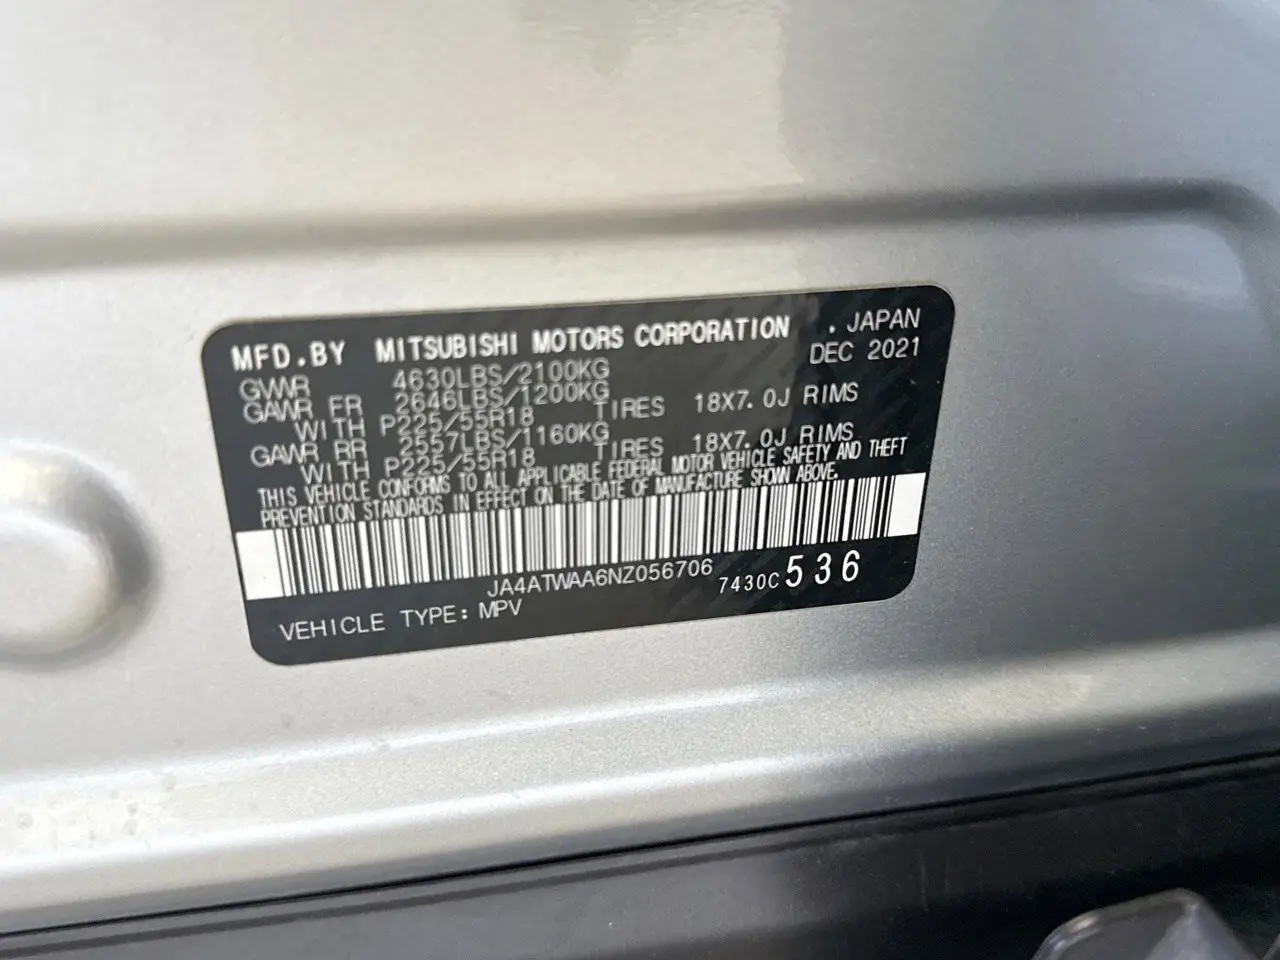 MFD.BY MITSUBISHI MOTORS CORPORATION . JAPAN
GVWR 4630LBS/2100KG DEC 2021
GAWR FR 2646LBS/1200KG
WITH P225/55R18 TIRES 18X7.0J RIMS
GAWR RR 2557LBS/1160KG
WITH P225/55R18 TIRES 18X7.0J RIMS
THIS VEHICLE CONFORMS TO ALL APPLICABLE FEDERAL MOTOR VEHICLE SAFETY AND THEFT
PREVENTION STANDARDS IN EFFECT ON THE DATE OF MANUFACTURE SHOWN ABOVE.
JA4ATWAA6NZ056706 7430C 536
VEHICLE TYPE: MPV